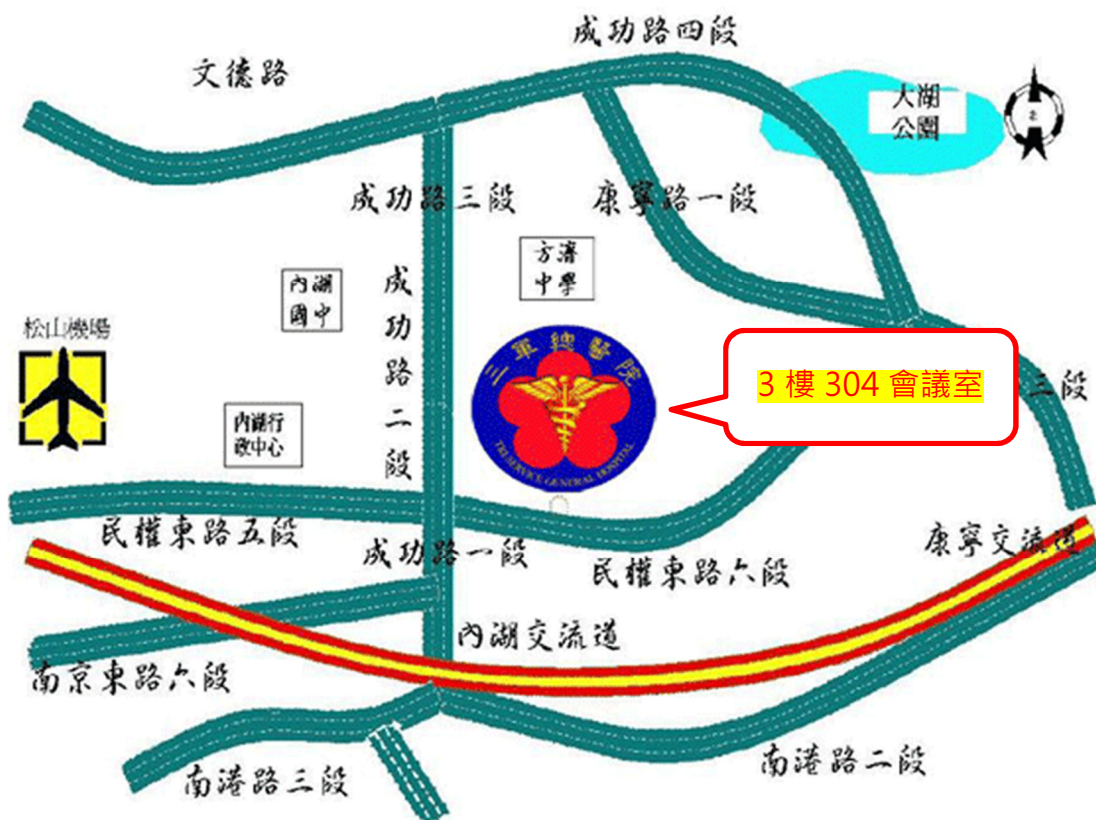 成功路四段
文德路
大湖
公園
北
成功路三段
康寧路一段
方濟
中學
內湖
國中
成功路二段
松山機場
三軍總醫院
TRI-SERVICE GENERAL HOSPITAL
3 樓 304 會議室
三段
內湖行
政中心
民權東路五段
成功路一段
民權東路六段
康寧交流道
內湖交流道
南京東路六段
南港路三段
南港路二段